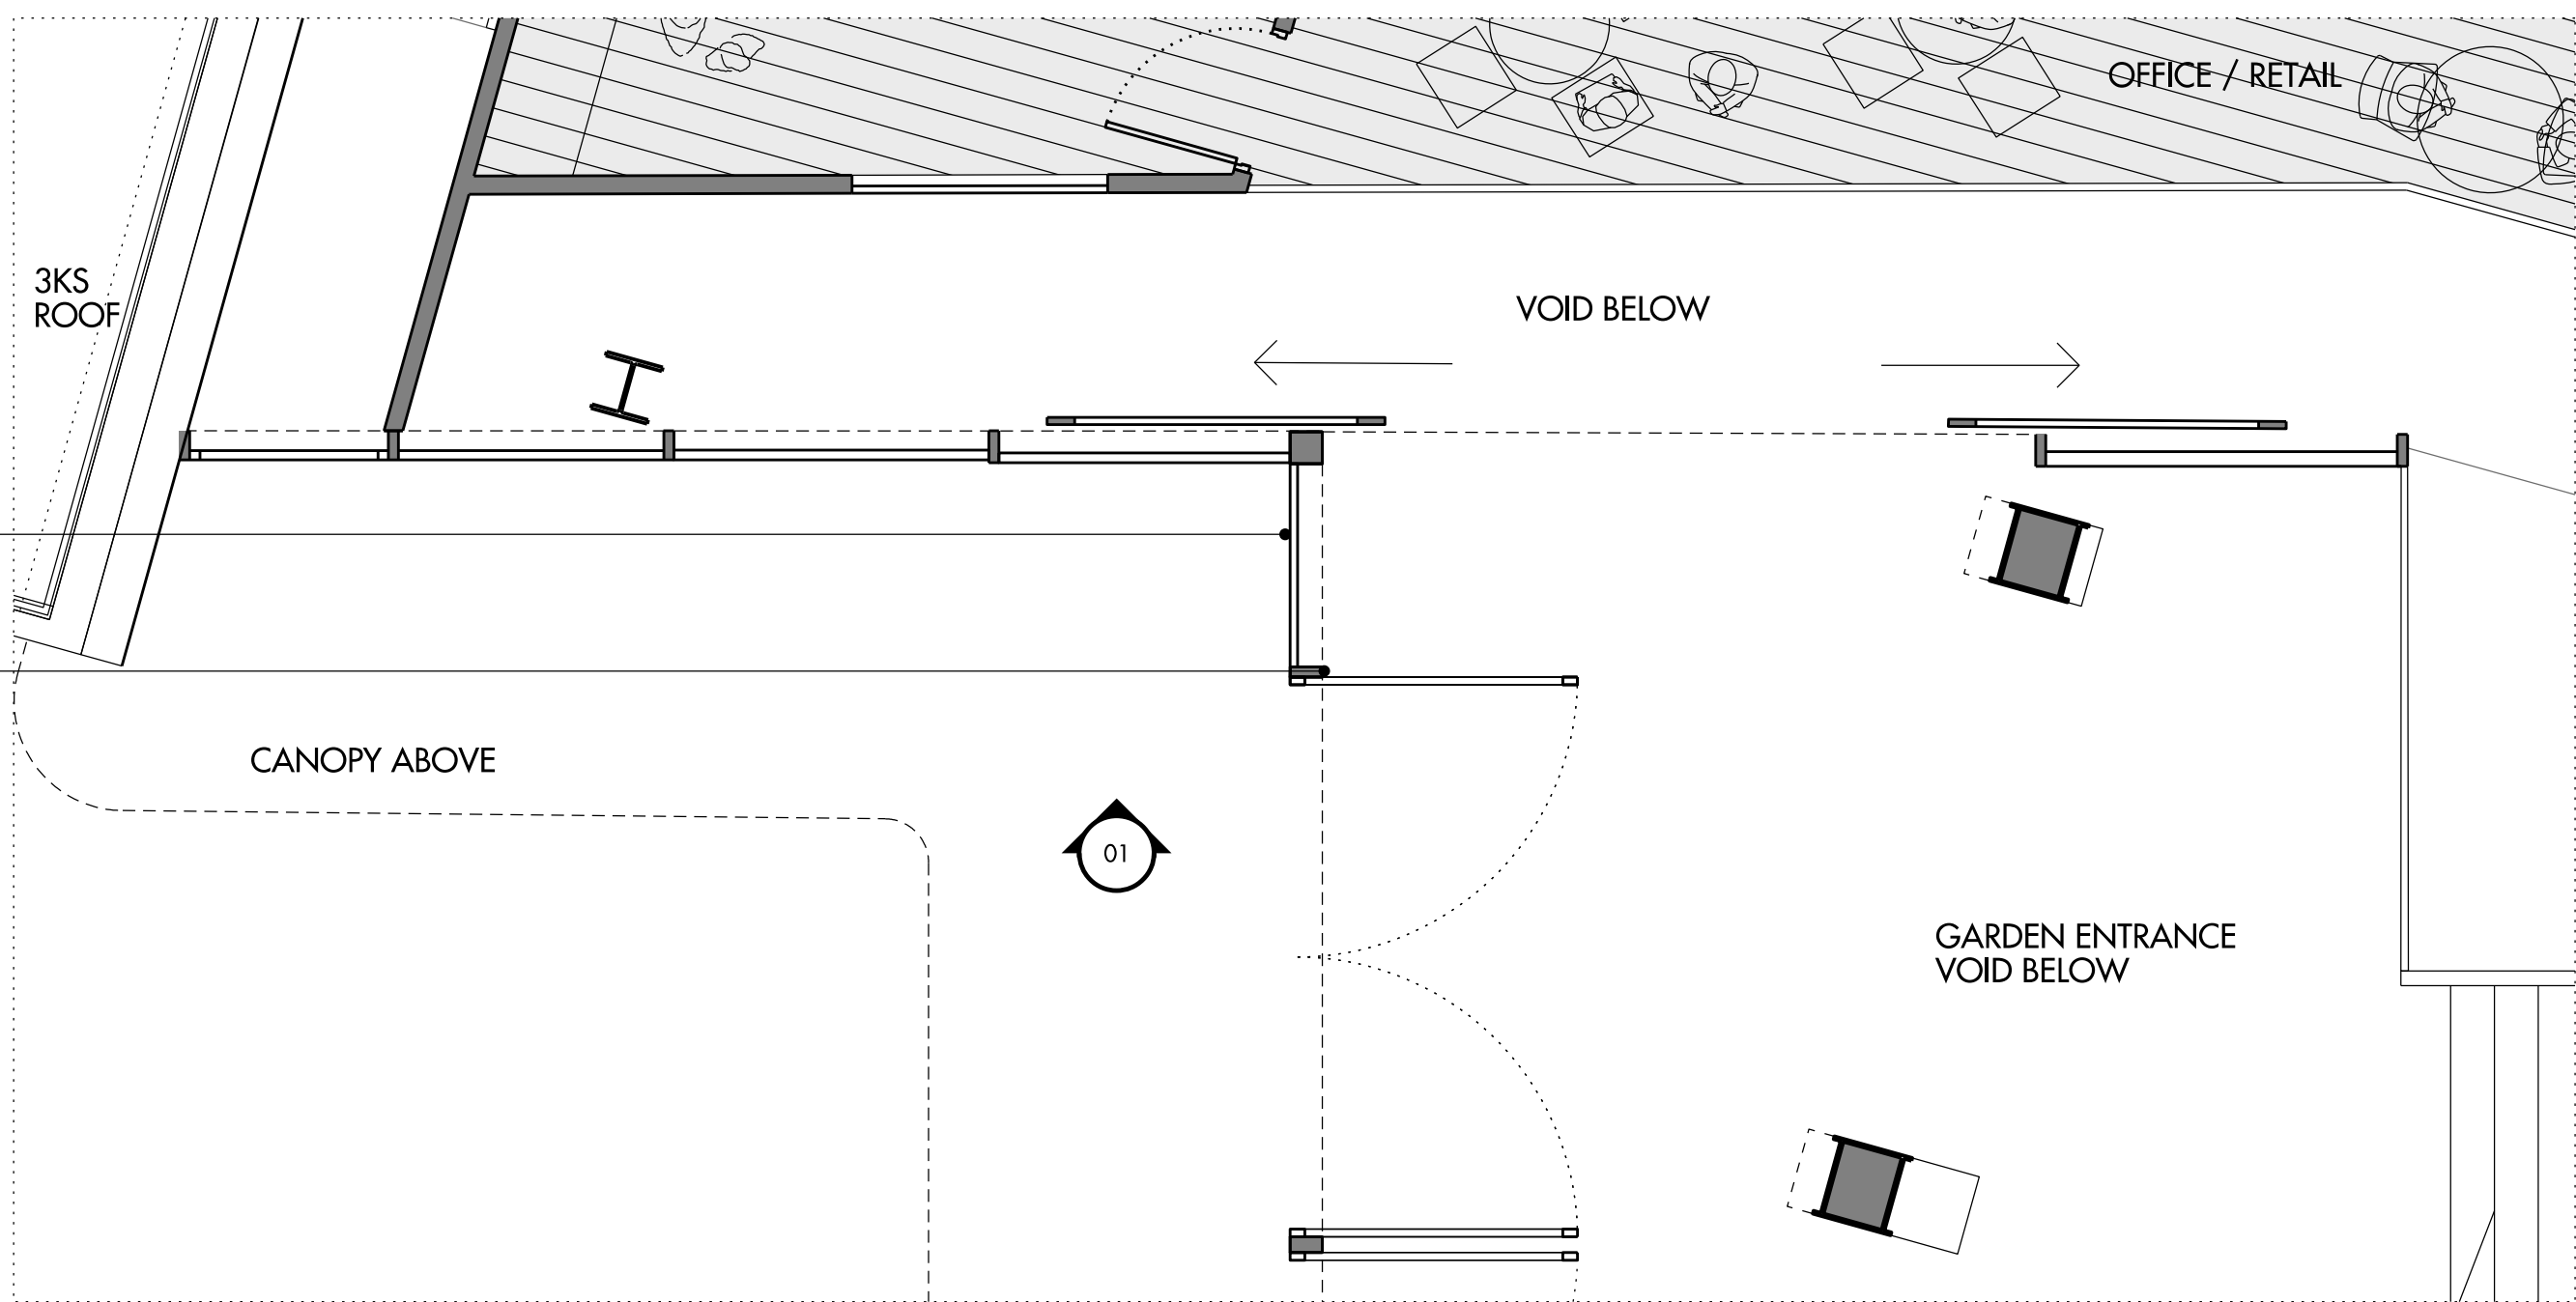 OFFICE / RETAIL
3KS
ROOF
VOID BELOW
CANOPY ABOVE
01
GARDEN ENTRANCE
VOID BELOW